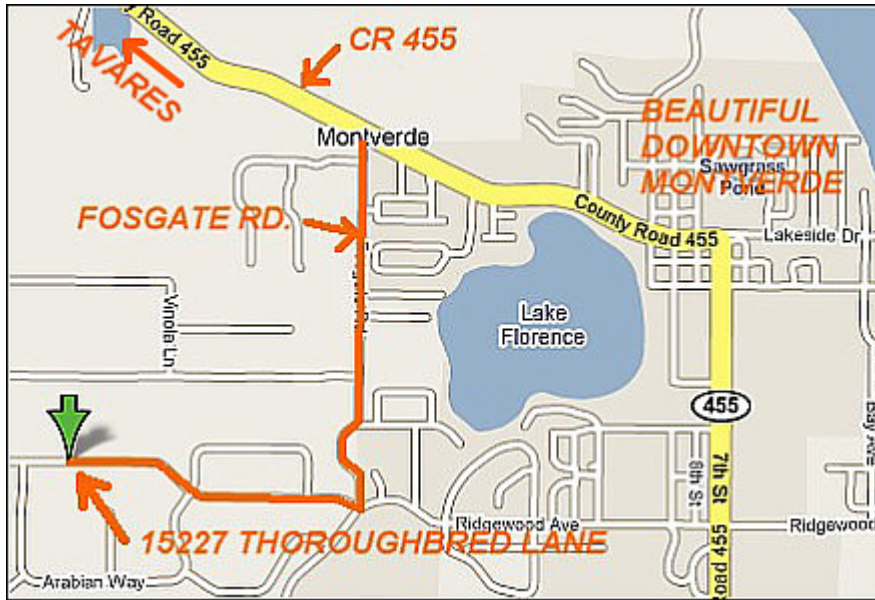 Road 455
TAVARES
CR 455
Montverde
BEAUTIFUL
DOWNTOWN
MONTVERDE
Sawgrass
Pond
FOSGATE RD.
County Road 455
Lakeside Dr
Vinola Ln
Lake
Florence
455
Bay Ave
7th St
8th St
Ridgewood Ave
Ridgewood
15227 THOROUGHBRED LANE
Road 455
Arabian Way